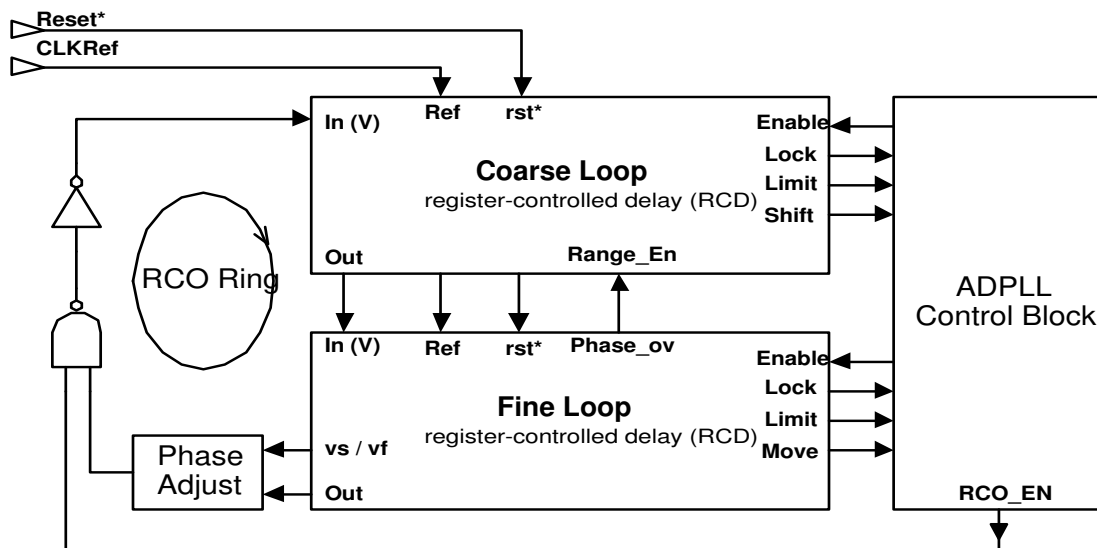 Reset*
CLKRef
In (V)
Ref
rst*
Enable
Lock
Limit
Shift
Coarse Loop
register-controlled delay (RCD)
Out
Range_En
RCO Ring
ADPLL
Control Block
In (V)
Ref
rst*
Phase_ov
Enable
Lock
Limit
Move
Fine Loop
register-controlled delay (RCD)
vs / vf
Out
Phase
Adjust
RCO_EN